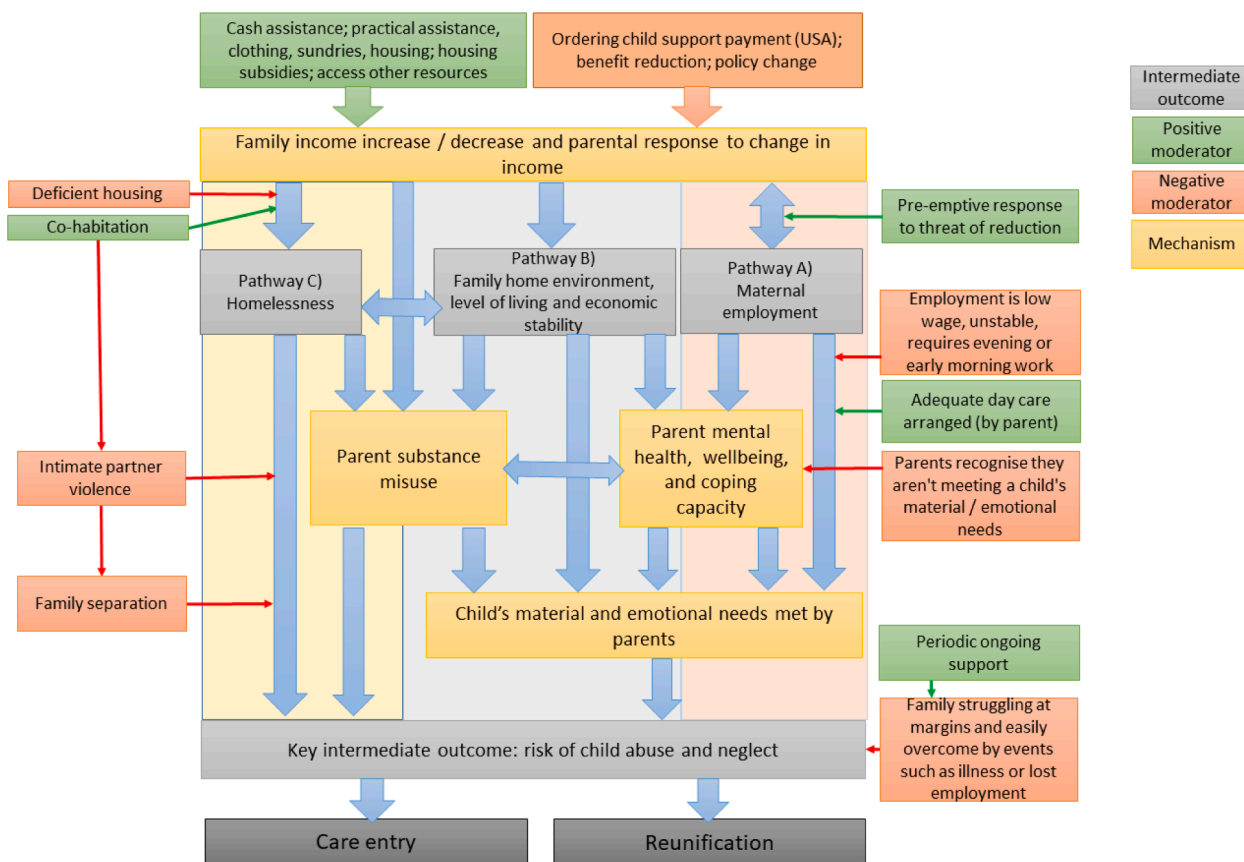 Cash assistance; practical assistance,
clothing, sundries, housing; housing
subsidies; access other resources
Ordering child support payment (USA);
benefit reduction; policy change
Intermediate
outcome
Positive
moderator
Negative
moderator
Mechanism
Family income increase / decrease and parental response to change in
income
Deficient housing
Co-habitation
Pre-emptive response
to threat of reduction
Pathway C)
Homelessness
Pathway B)
Family home environment,
level of living and economic
stability
Pathway A)
Maternal
employment
Employment is low
wage, unstable,
requires evening or
early morning work
Adequate day care
arranged (by parent)
Parent substance
misuse
Parent mental
health, wellbeing,
and coping
capacity
Intimate partner
violence
Parents recognise they
aren't meeting a child's
material / emotional
needs
Family separation
Child's material and emotional needs met by
parents
Periodic ongoing
support
Family struggling at
margins and easily
overcome by events
such as illness or lost
employment
Key intermediate outcome: risk of child abuse and neglect
Care entry
Reunification